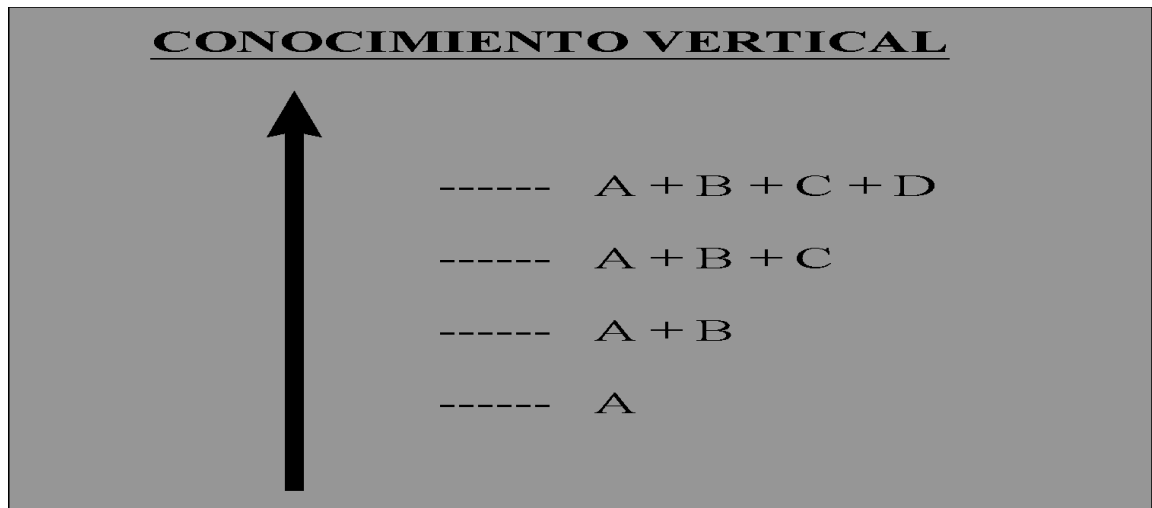 CONOCIMIENTO VERTICAL
------ A + B + C + D
------ A + B + C
------ A + B
------ A